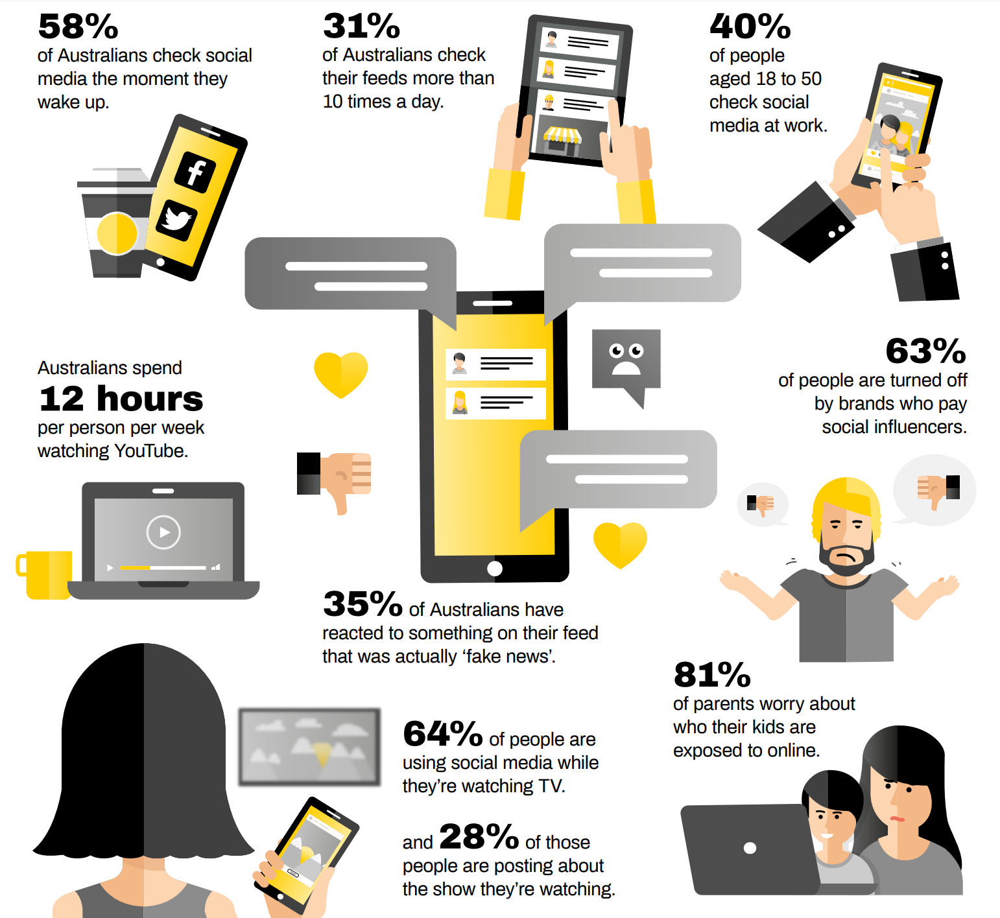 58%
of Australians check social
media the moment they
wake up.
31%
of Australians check
their feeds more than
10 times a day.
40%
of people
aged 18 to 50
check social
media at work.
Australians spend
12 hours
per person per week
watching YouTube.
63%
of people are turned off
by brands who pay
social influencers.
35% of Australians have
reacted to something on their feed
that was actually ‘fake news’.
64% of people are
using social media while
they’re watching TV.
and 28% of those
people are posting about
the show they’re watching.
81%
of parents worry about
who their kids are
exposed to online.